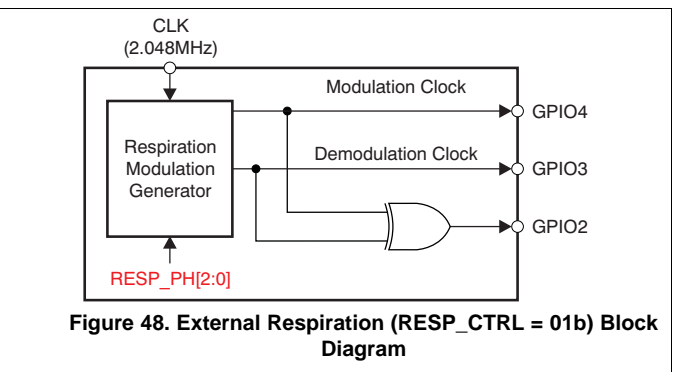 CLK
(2.048MHz)
Modulation Clock
GPIO4
Respiration
Modulation
Generator
Demodulation Clock
GPIO3
GPIO2
RESP_PH[2:0]
Figure 48. External Respiration (RESP_CTRL = 01b) Block
Diagram